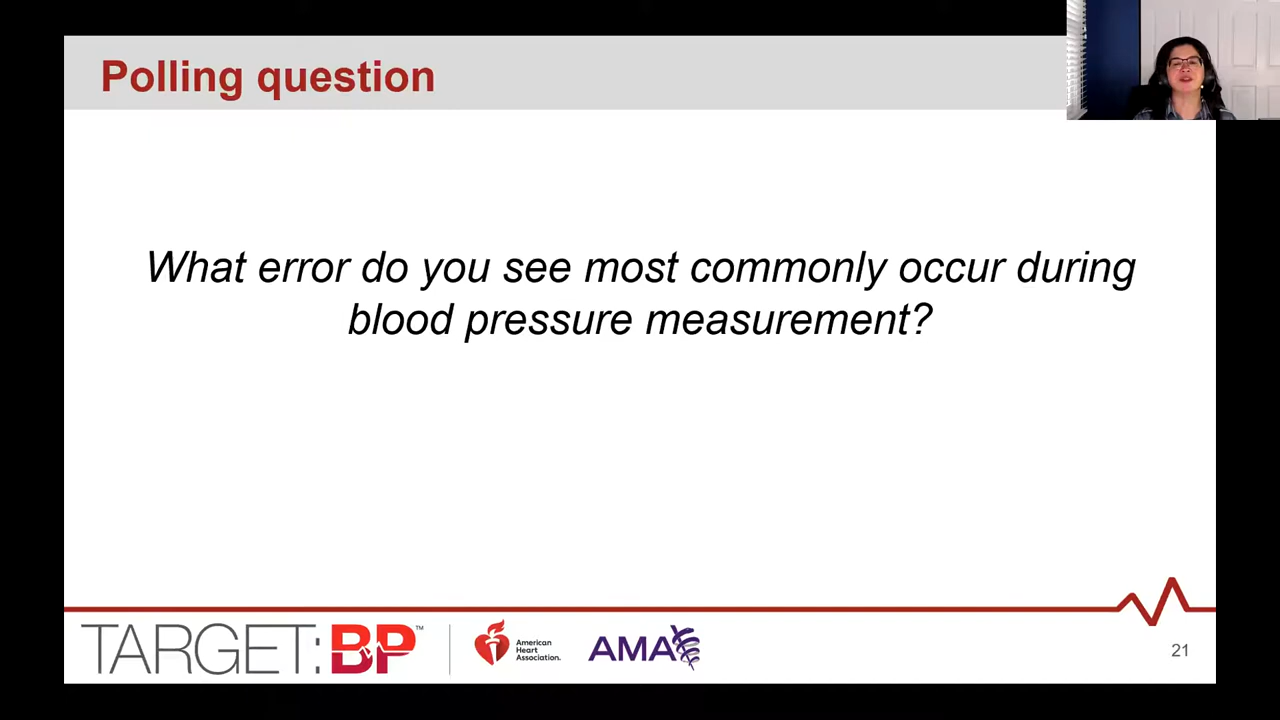 Polling question
What error do you see most commonly occur during
blood pressure measurement?
TARGET:BP™
American
Heart
Association.
AMA
21